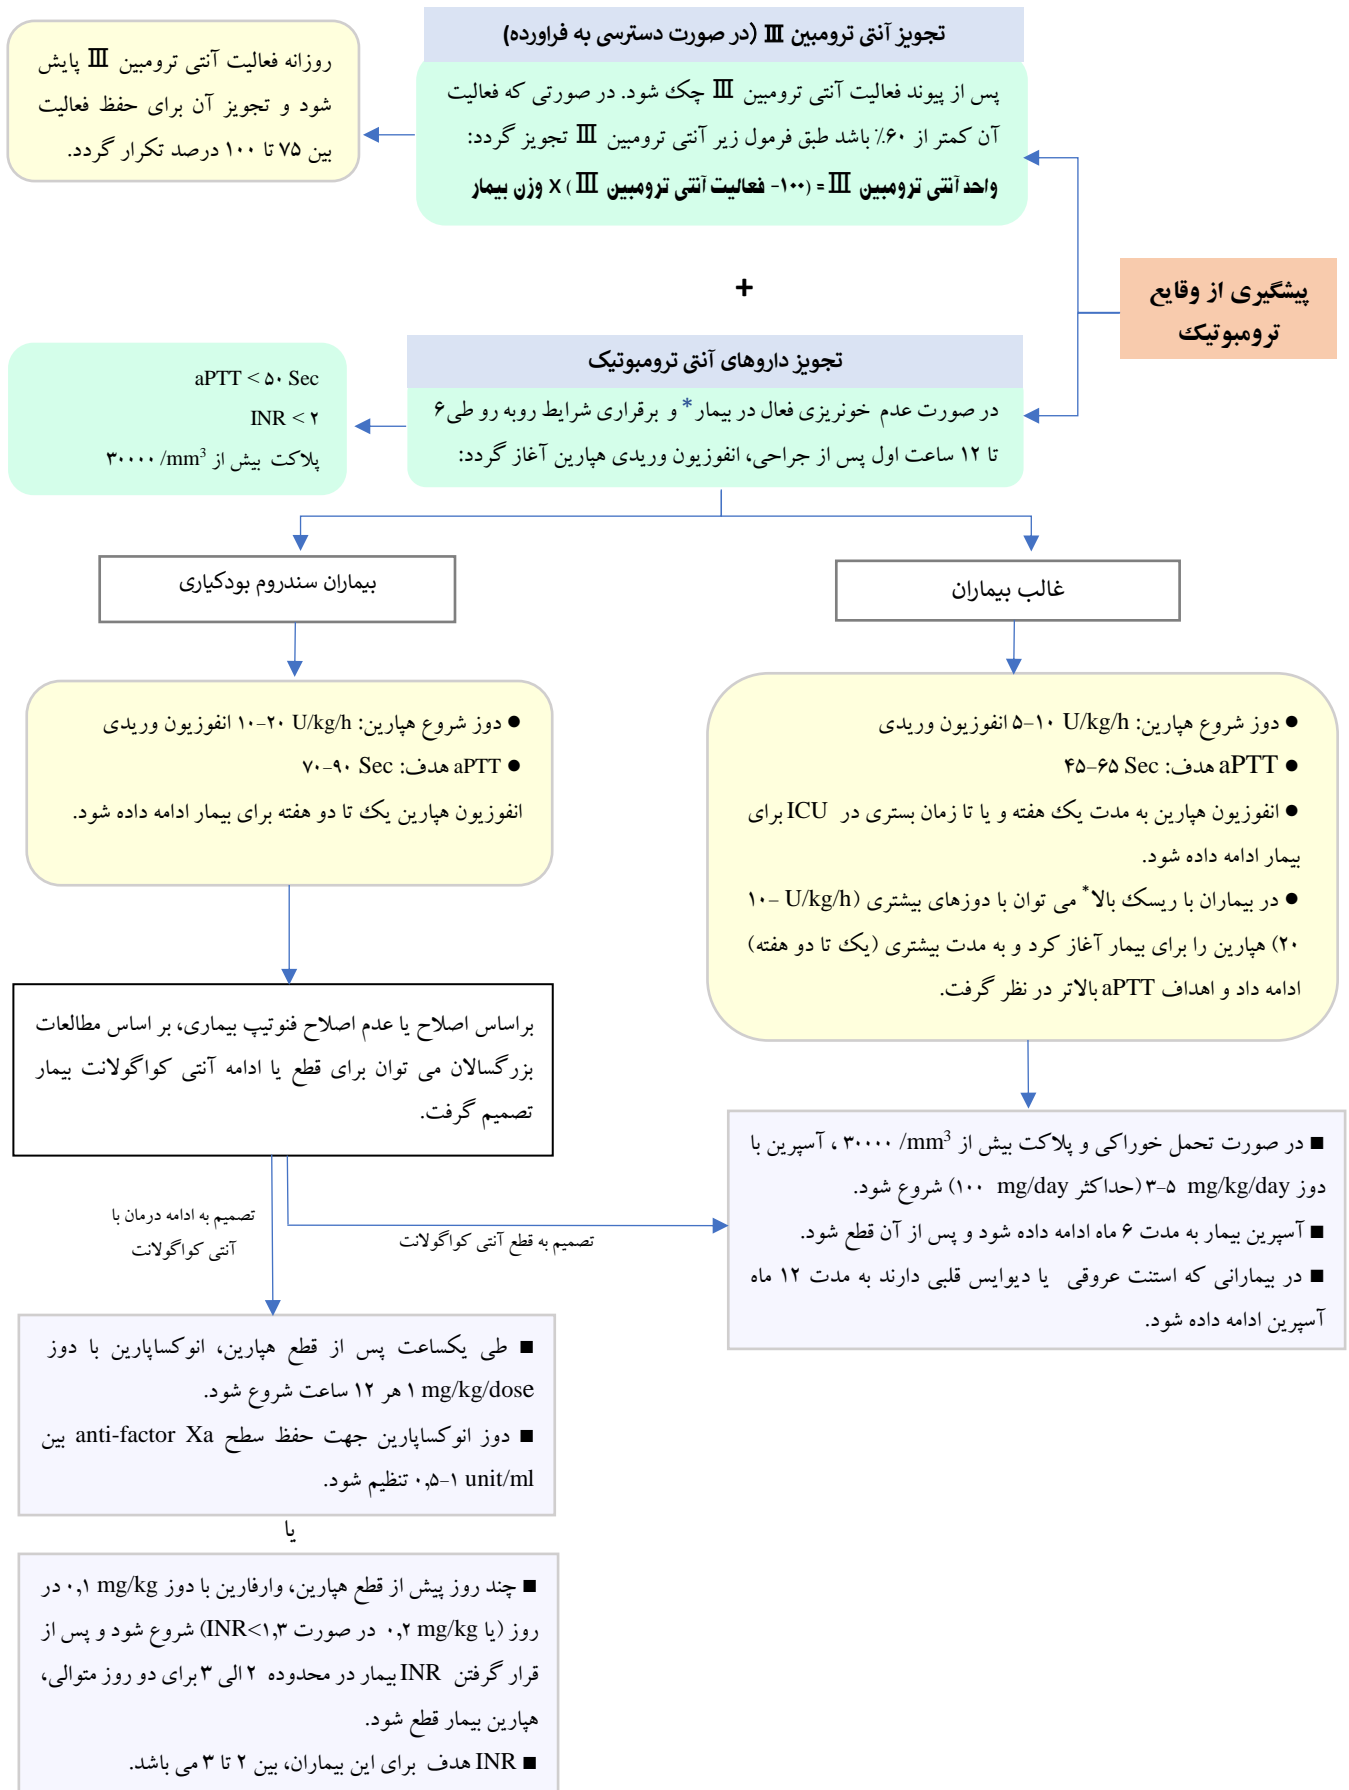 تجویز آنتی ترومبین III (در صورت دسترسی به فراورده)
پس از پیوند فعالیت آنتی ترومبین III چک شود. در صورتی که فعالیت
آن کمتر از ۶۰٪ باشد طبق فرمول زیر آنتی ترومبین III تجویز گردد:
واحد آنتی ترومبین III = (۱۰۰- فعالیت آنتی ترومبین III) X وزن بیمار
روزانه فعالیت آنتی ترومبین III پایش
شود و تجویز آن برای حفظ فعالیت
بین ۷۵ تا ۱۰۰ درصد تکرار گردد.
+
پیشگیری از وقایع
ترومبوتیک
تجویز داروهای آنتی ترومبوتیک
در صورت عدم خونریزی فعال در بیمار* و برقراری شرایط روبه رو طی ۶
تا ۱۲ ساعت اول پس از جراحی، انفوزیون وریدی هپارین آغاز گردد:
aPTT < ۵۰ Sec
INR < ۲
پلاکت بیش از ۳۰۰۰۰ /mm³
غالب بیماران
بیماران سندروم بودکیاری
● دوز شروع هپارین: ۵-۱۰ U/kg/h انفوزیون وریدی
● aPTT هدف: ۴۵-۶۵ Sec
● انفوزیون هپارین به مدت یک هفته و یا تا زمان بستری در ICU برای
بیمار ادامه داده شود.
● در بیماران با ریسک بالا* می توان با دوزهای بیشتری (۱۰- U/kg/h
۲۰) هپارین را برای بیمار آغاز کرد و به مدت بیشتری (یک تا دو هفته)
ادامه داد و اهداف aPTT بالاتر در نظر گرفت.
● دوز شروع هپارین: ۱۰-۲۰ U/kg/h انفوزیون وریدی
● aPTT هدف: ۷۰-۹۰ Sec
انفوزیون هپارین یک تا دو هفته برای بیمار ادامه داده شود.
براساس اصلاح یا عدم اصلاح فنوتیپ بیماری، بر اساس مطالعات
بزرگسالان می توان برای قطع یا ادامه آنتی کواگولانت بیمار
تصمیم گرفت.
■ در صورت تحمل خوراکی و پلاکت بیش از ۳۰۰۰۰ /mm³ ، آسپرین با
دوز ۳-۵ mg/kg/day (حداکثر ۱۰۰ mg/day) شروع شود.
■ آسپرین بیمار به مدت ۶ ماه ادامه داده شود و پس از آن قطع شود.
■ در بیمارانی که استنت عروقی یا دیوایس قلبی دارند به مدت ۱۲ ماه
آسپرین ادامه داده شود.
تصمیم به قطع آنتی کواگولانت
تصمیم به ادامه درمان با
آنتی کواگولانت
■ طی یکساعت پس از قطع هپارین، انوکساپارین با دوز
۱ mg/kg/dose هر ۱۲ ساعت شروع شود.
■ دوز انوکساپارین جهت حفظ سطح anti-factor Xa بین
۰,۵-۱ unit/ml تنظیم شود.
یا
■ چند روز پیش از قطع هپارین، وارفارین با دوز ۰,۱ mg/kg در
روز (یا ۰,۲ mg/kg در صورت INR<۱,۳) شروع شود و پس از
قرار گرفتن INR بیمار در محدوده ۲ الی ۳ برای دو روز متوالی،
هپارین بیمار قطع شود.
■ INR هدف برای این بیماران، بین ۲ تا ۳ می باشد.